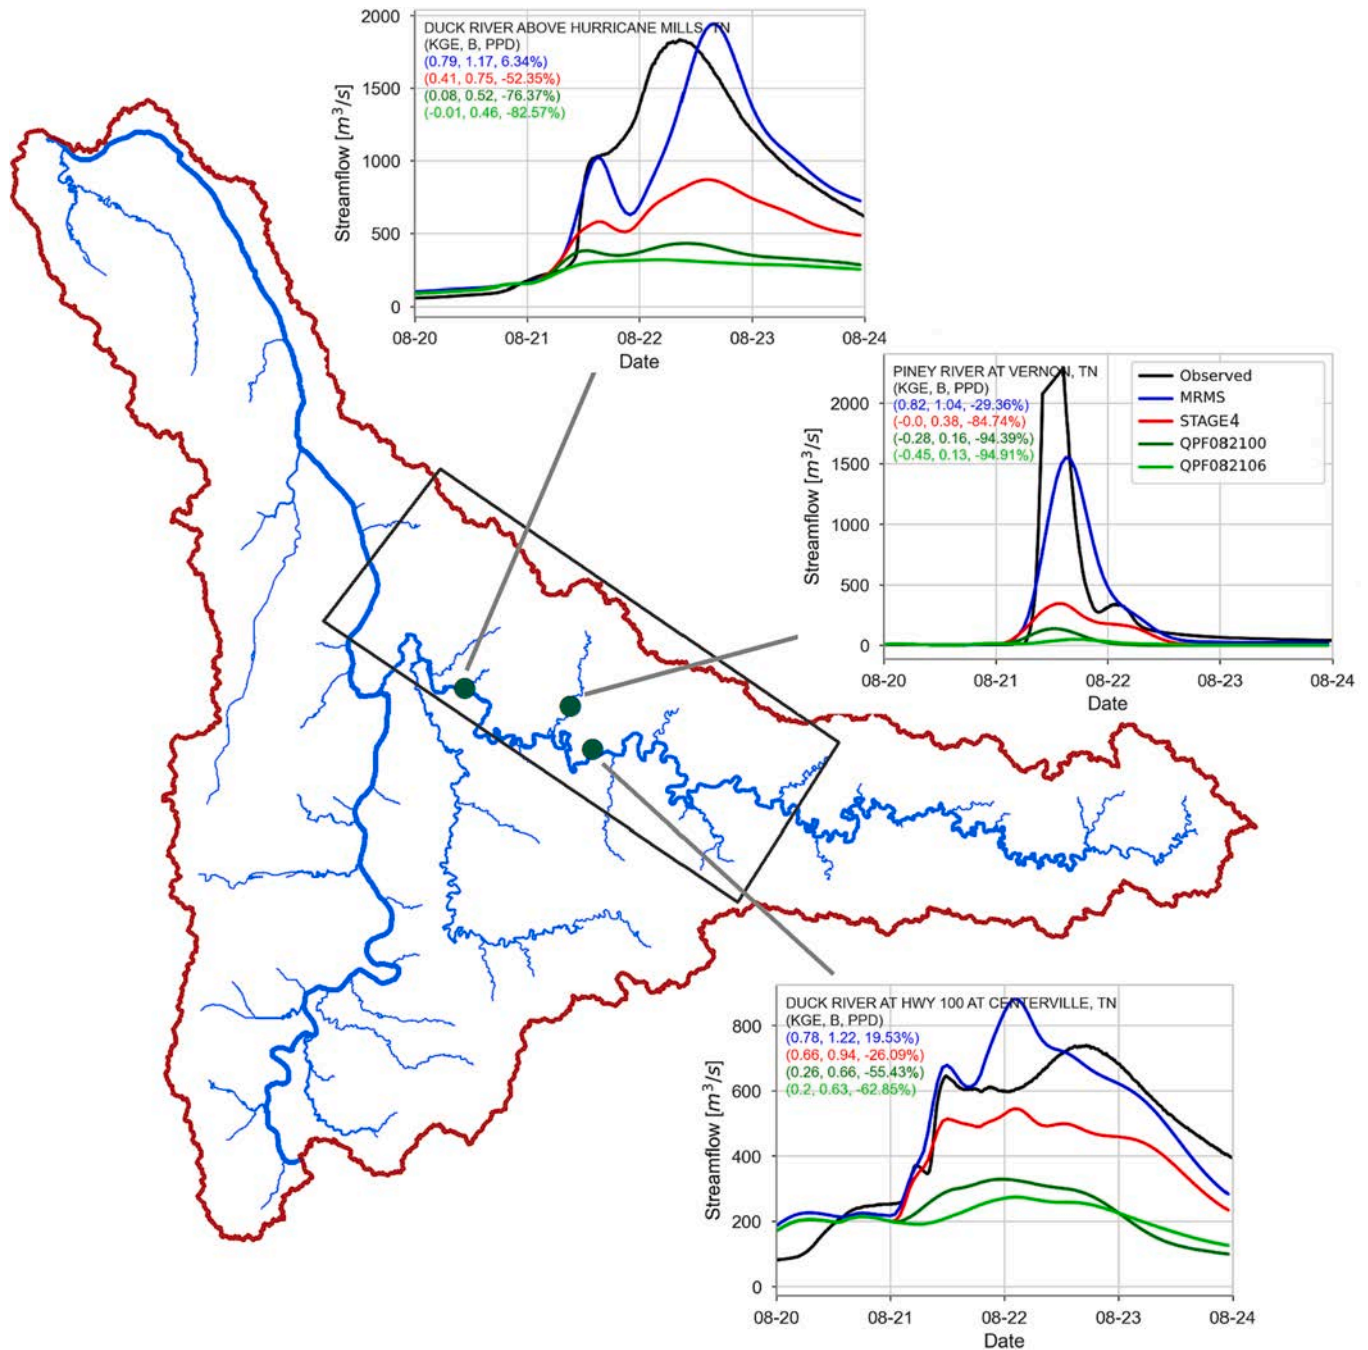 DUCK RIVER ABOVE HURRICANE MILLS, TN
(KGE, B, PPD)
(0.79, 1.17, 6.34%)
(0.41, 0.75, -52.35%)
(0.08, 0.52, -76.37%)
(-0.01, 0.46, -82.57%)
2000
1500
1000
500
0
Streamflow [m³/s]
08-20
08-21
08-22
08-23
08-24
Date
PINEY RIVER AT VERNON, TN
(KGE, B, PPD)
(0.82, 1.04, -29.36%)
(-0.0, 0.38, -84.74%)
(-0.28, 0.16, -94.39%)
(-0.45, 0.13, -94.91%)
Observed
MRMS
STAGE4
QPF082100
QPF082106
2000
1500
1000
500
0
Streamflow [m³/s]
08-20
08-21
08-22
08-23
08-24
Date
DUCK RIVER AT HWY 100 AT CENTERVILLE, TN
(KGE, B, PPD)
(0.78, 1.22, 19.53%)
(0.66, 0.94, -26.09%)
(0.26, 0.66, -55.43%)
(0.2, 0.63, -62.85%)
800
600
400
200
0
Streamflow [m³/s]
08-20
08-21
08-22
08-23
08-24
Date